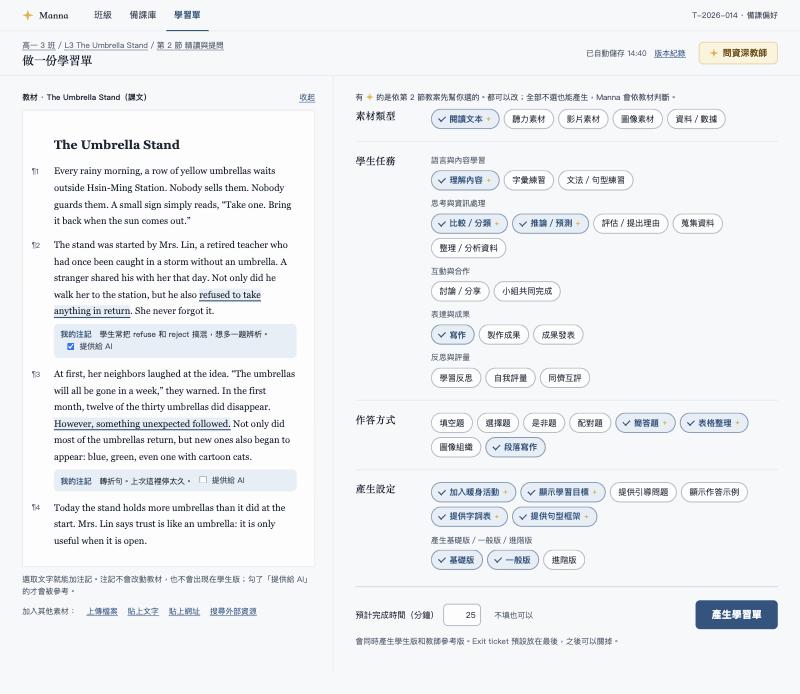 Manna
班級
備課庫
學習單
T-2026-014 · 備課偏好
高一 3 班 / L3 The Umbrella Stand / 第 2 節 精讀與提問
做一份學習單
已自動儲存 14:40
版本紀錄
問資深教師
教材 · The Umbrella Stand（課文）
收起
The Umbrella Stand
¶1
Every rainy morning, a row of yellow umbrellas waits
outside Hsin-Ming Station. Nobody sells them. Nobody
guards them. A small sign simply reads, “Take one. Bring
it back when the sun comes out.”
¶2
The stand was started by Mrs. Lin, a retired teacher who
had once been caught in a storm without an umbrella. A
stranger shared his with her that day. Not only did he
walk her to the station, but he also refused to take
anything in return. She never forgot it.
我的注記 學生常把 refuse 和 reject 搞混，想多一題辨析。
提供給 AI
¶3
At first, her neighbors laughed at the idea. “The umbrellas
will all be gone in a week,” they warned. In the first
month, twelve of the thirty umbrellas did disappear.
However, something unexpected followed. Not only did
most of the umbrellas return, but new ones also began to
appear: blue, green, even one with cartoon cats.
我的注記 轉折句。上次這裡停太久。 提供給 AI
¶4
Today the stand holds more umbrellas than it did at the
start. Mrs. Lin says trust is like an umbrella: it is only
useful when it is open.
選取文字就能加注記。注記不會改動教材，也不會出現在學生版；勾了「提供給 AI」
的才會被參考。
加入其他素材：
上傳檔案
貼上文字
貼上網址
搜尋外部資源
有 ✦ 的是依第 2 節教案先幫你選的。都可以改；全部不選也能產生，Manna 會依教材判斷。
素材類型
✓ 閱讀文本 ✦
聽力素材
影片素材
圖像素材
資料 / 數據
學生任務
語言與內容學習
✓ 理解內容 ✦
字彙練習
文法 / 句型練習
思考與資訊處理
✓ 比較 / 分類 ✦
✓ 推論 / 預測 ✦
評估 / 提出理由
蒐集資料
整理 / 分析資料
互動與合作
討論 / 分享
小組共同完成
表達與成果
✓ 寫作
製作成果
成果發表
反思與評量
學習反思
自我評量
同儕互評
作答方式
填空題
選擇題
是非題
配對題
✓ 簡答題 ✦
✓ 表格整理 ✦
圖像組織
✓ 段落寫作
產生設定
✓ 加入暖身活動 ✦
✓ 顯示學習目標 ✦
提供引導問題
顯示作答示例
✓ 提供字詞表 ✦
✓ 提供句型框架 ✦
產生基礎版 / 一般版 / 進階版
✓ 基礎版
✓ 一般版
進階版
預計完成時間（分鐘）
25
不填也可以
產生學習單
會同時產生學生版和教師參考版。Exit ticket 預設放在最後，之後可以關掉。